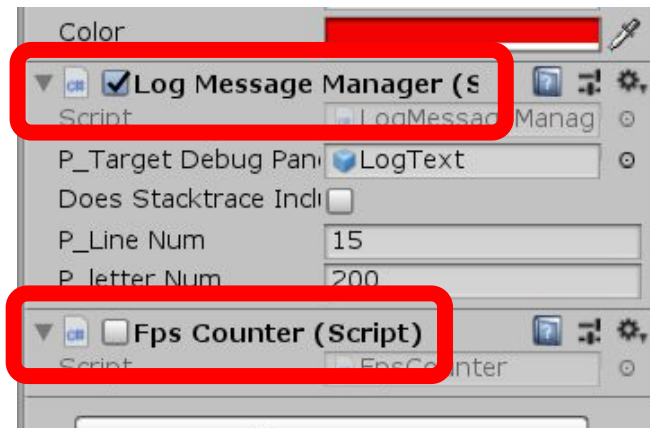 Color
Log Message Manager (S
Script LogMessageManag
P_Target Debug Pan LogText
Does Stacktrace Incl
P_Line Num 15
P_letter Num 200
Fps Counter (Script)
Script FpsCounter